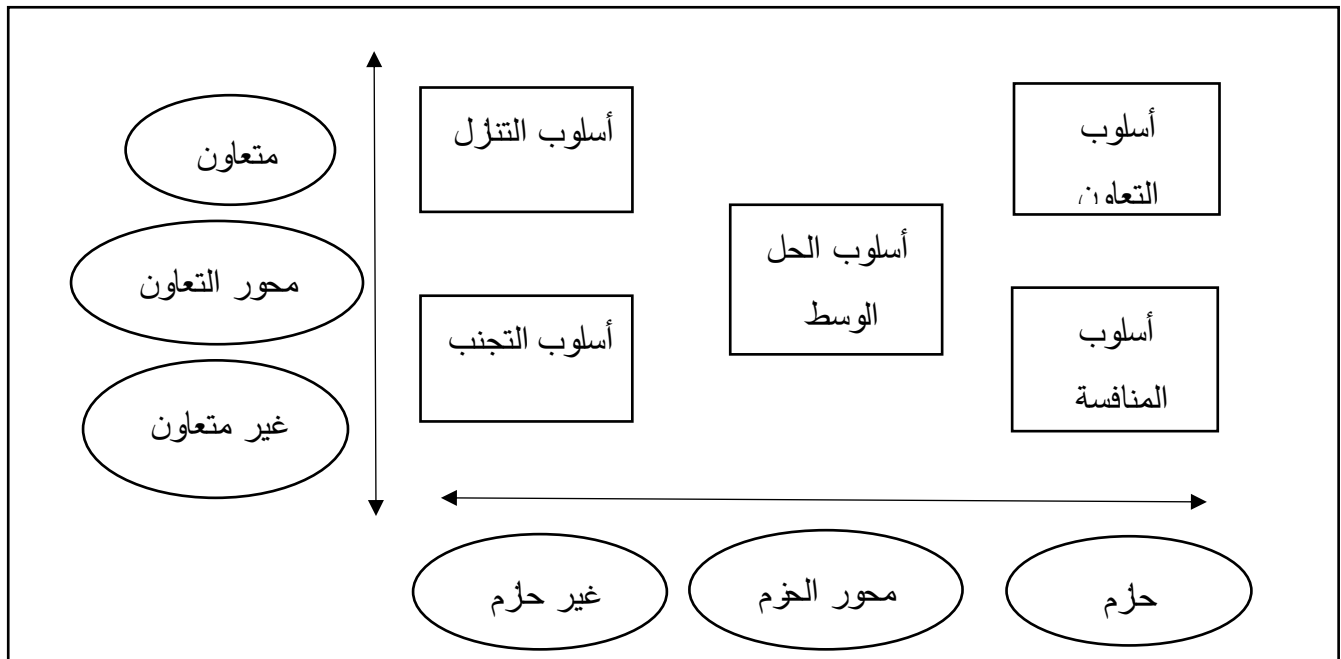 متعاون
أسلوب التنازل
أسلوب
التعاون
محور التعاون
أسلوب الحل
الوسط
غير متعاون
أسلوب التجنب
أسلوب
المنافسة
غير حازم
محور الحزم
حازم